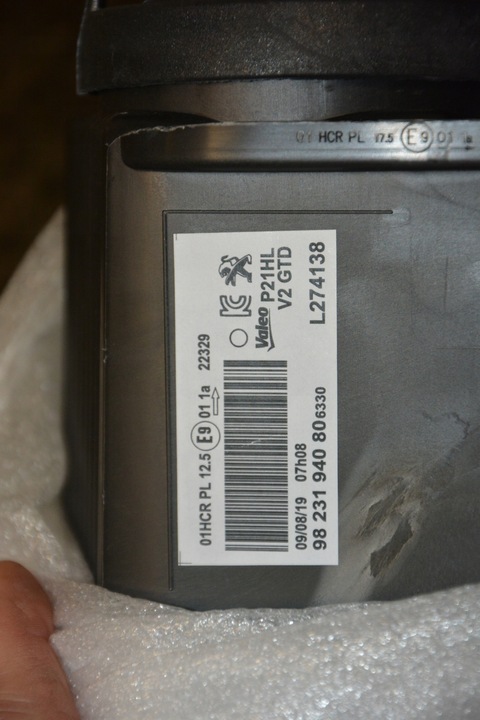 HCR PL 17.5 E9 01
L274138
P21HL
V2 GTD
Valeo
01HCR PL 12.5 E9 01 1a 22329
09/08/19 07h08
98 231 940 80 6330